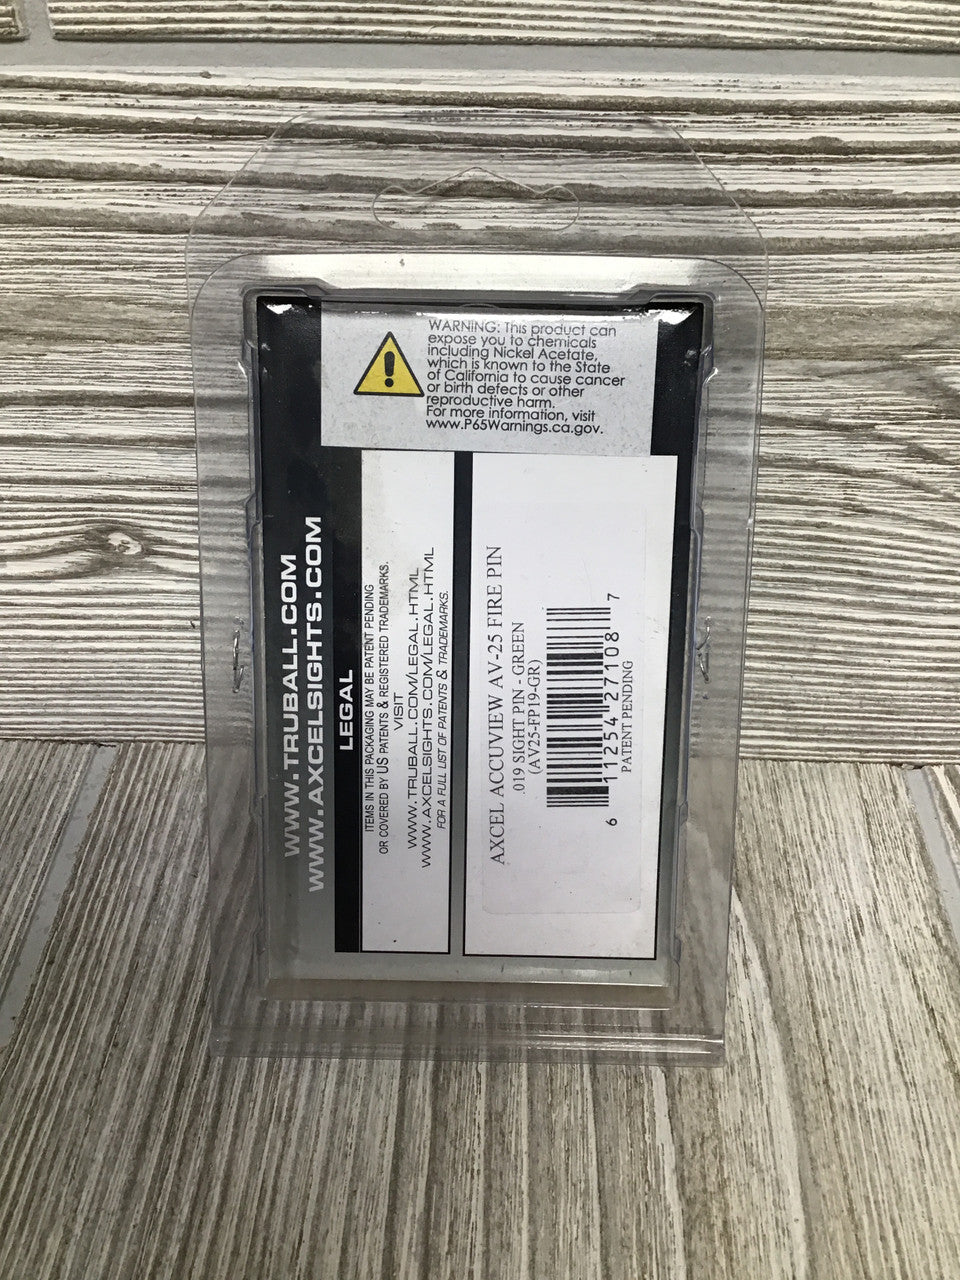 WARNING: This product can
expose you to chemicals
including Nickel Acetate,
which is known to the State
of California to cause cancer
or birth defects or other
reproductive harm.
For more information, visit
www.P65Warnings.ca.gov.
WWW.TRUBALL.COM
WWW.AXCELSIGHTS.COM
LEGAL
ITEMS IN THIS PACKAGING MAY BE PATENT PENDING
OR COVERED BY US PATENTS & REGISTERED TRADEMARKS.
VISIT
WWW.TRUBALL.COM/LEGAL.HTML
WWW.AXCELSIGHTS.COM/LEGAL.HTML
FOR A FULL LIST OF PATENTS & TRADEMARKS.
AXCEL ACCUVIEW AV-25 FIRE PIN
.019 SIGHT PIN - GREEN
(AV25-FP19-GR)
6 11254 27108 7
PATENT PENDING